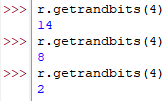 >>> r.getrandbits(4)
14
>>> r.getrandbits(4)
8
>>> r.getrandbits(4)
2